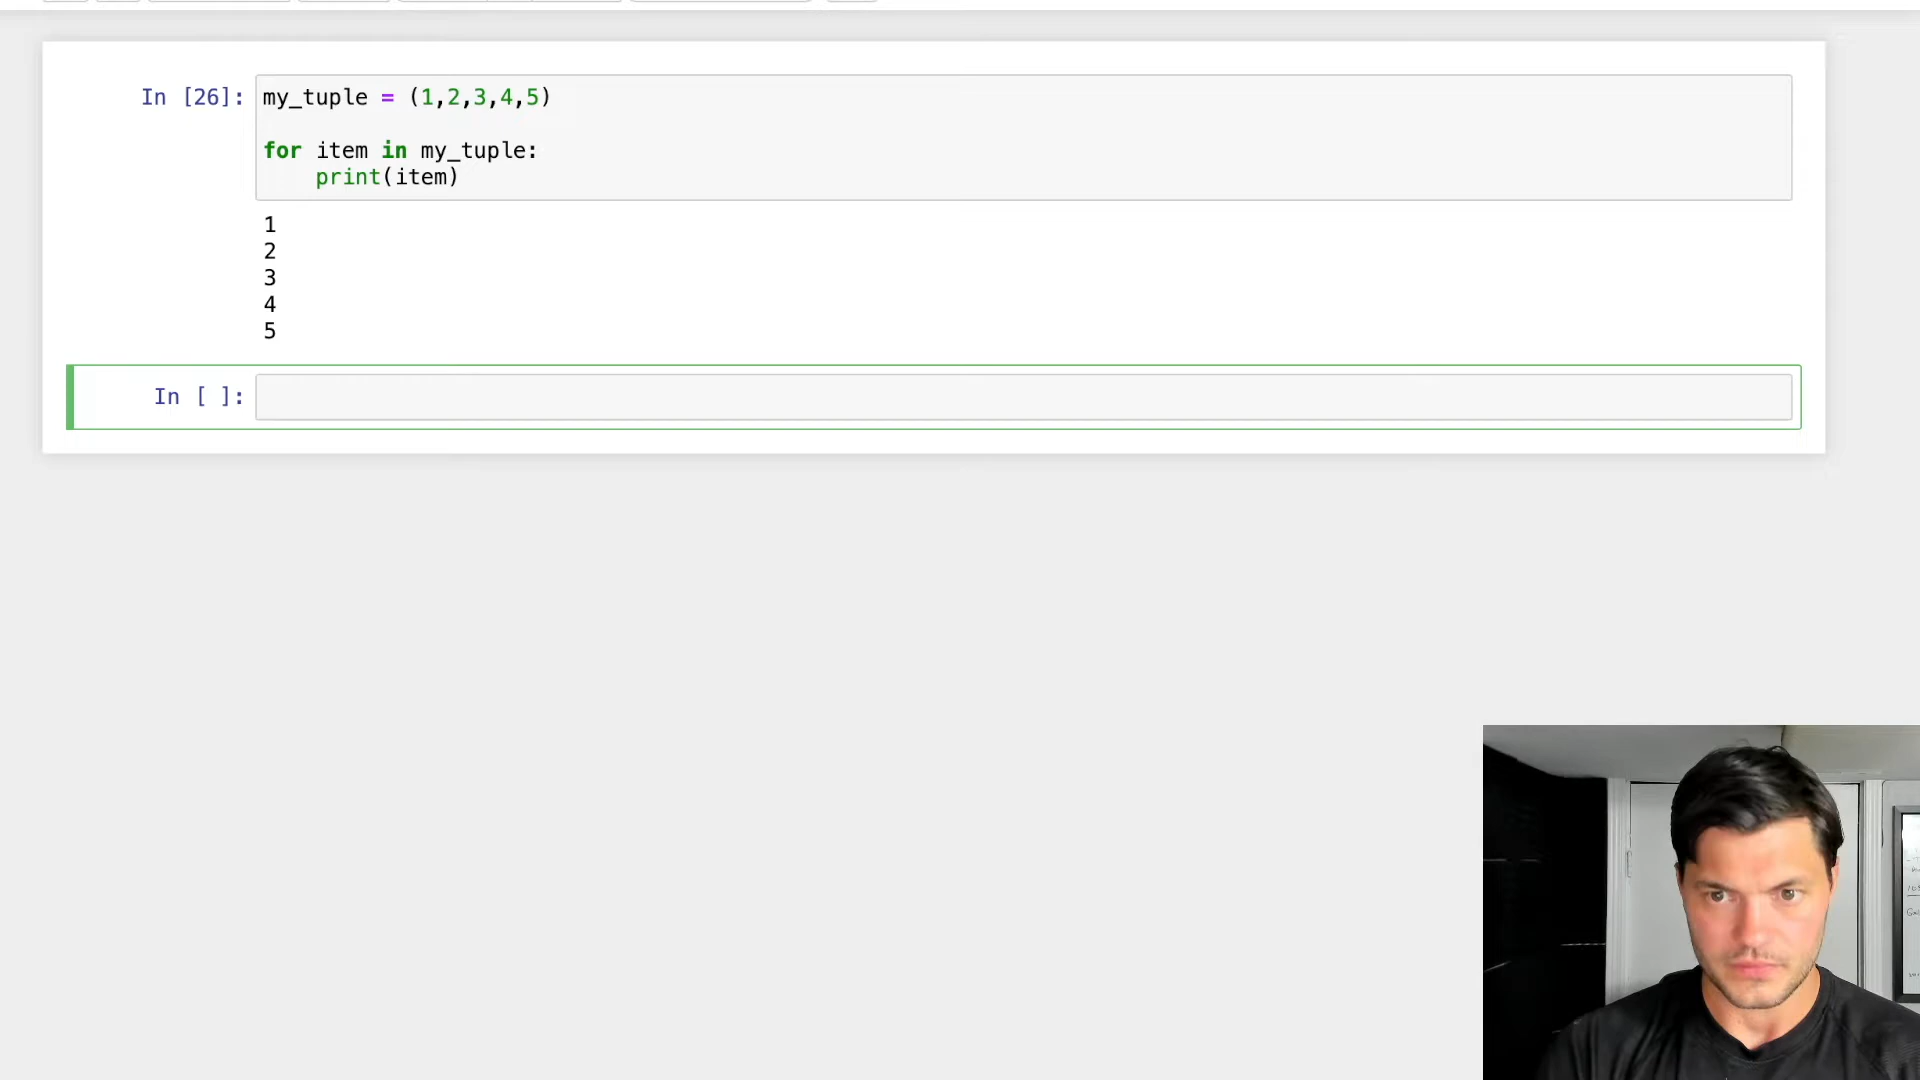 In [26]: my_tuple = (1,2,3,4,5)
for item in my_tuple:
    print(item)
1
2
3
4
5
In [ ]: